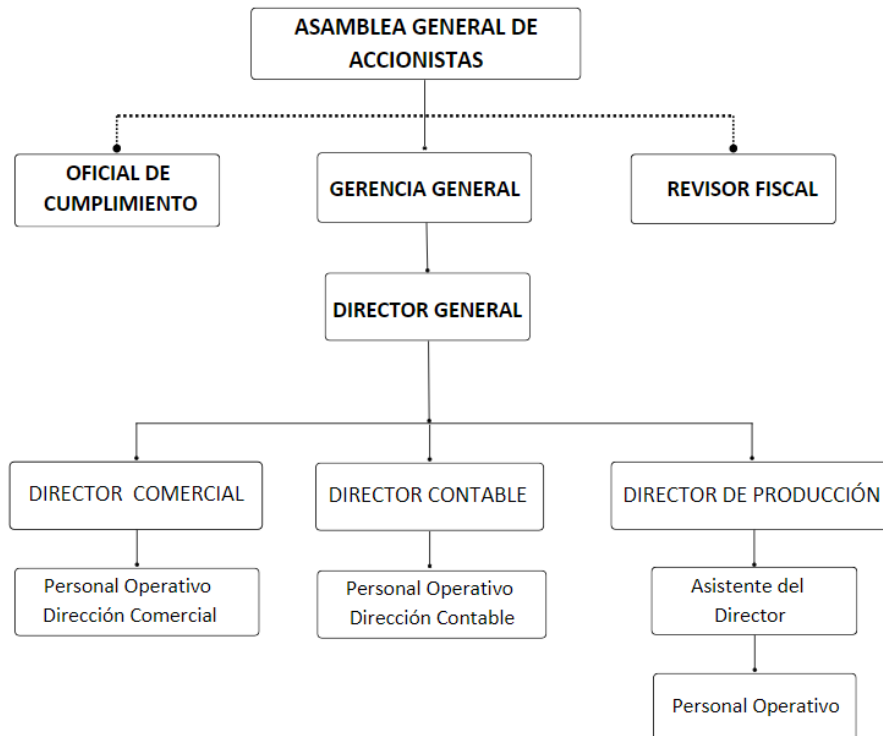 ASAMBLEA GENERAL DE
ACCIONISTAS
OFICIAL DE
CUMPLIMIENTO
GERENCIA GENERAL
REVISOR FISCAL
DIRECTOR GENERAL
DIRECTOR COMERCIAL
DIRECTOR CONTABLE
DIRECTOR DE PRODUCCIÓN
Personal Operativo
Dirección Comercial
Personal Operativo
Dirección Contable
Asistente del
Director
Personal Operativo